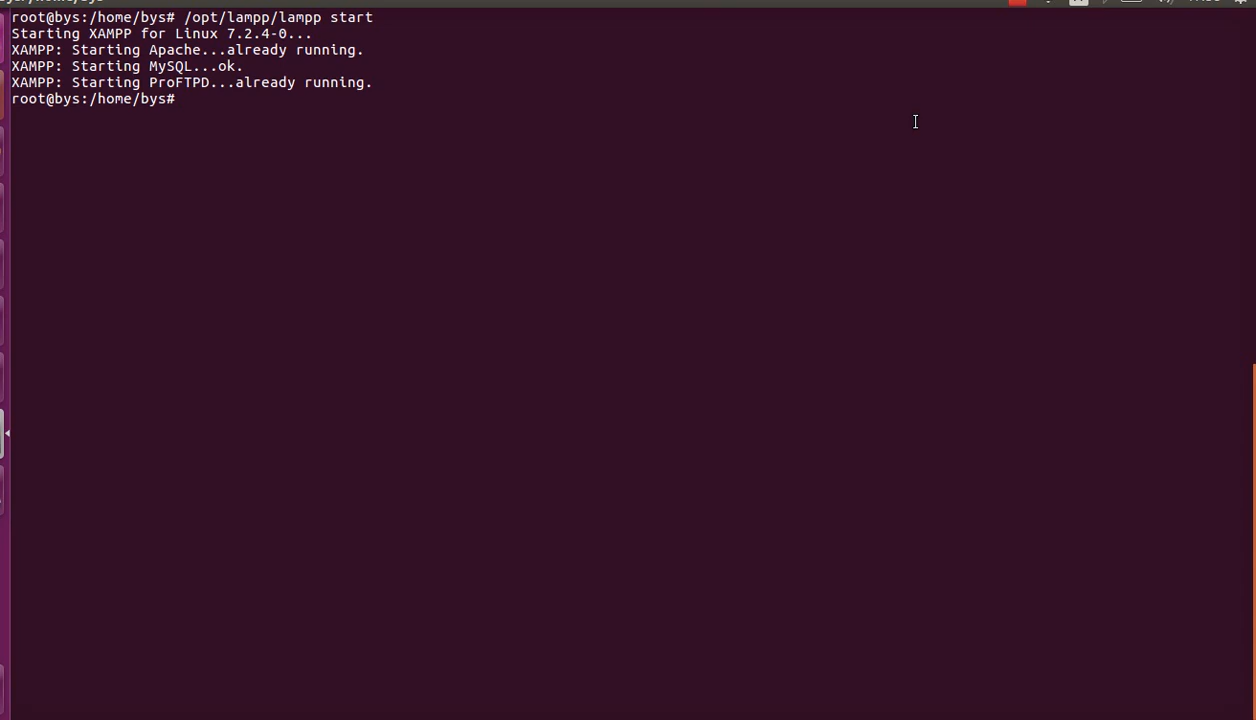 root@bys:/home/bys# /opt/lampp/lampp start
Starting XAMPP for Linux 7.2.4-0...
XAMPP: Starting Apache...already running.
XAMPP: Starting MySQL...ok.
XAMPP: Starting ProFTPD...already running.
root@bys:/home/bys#